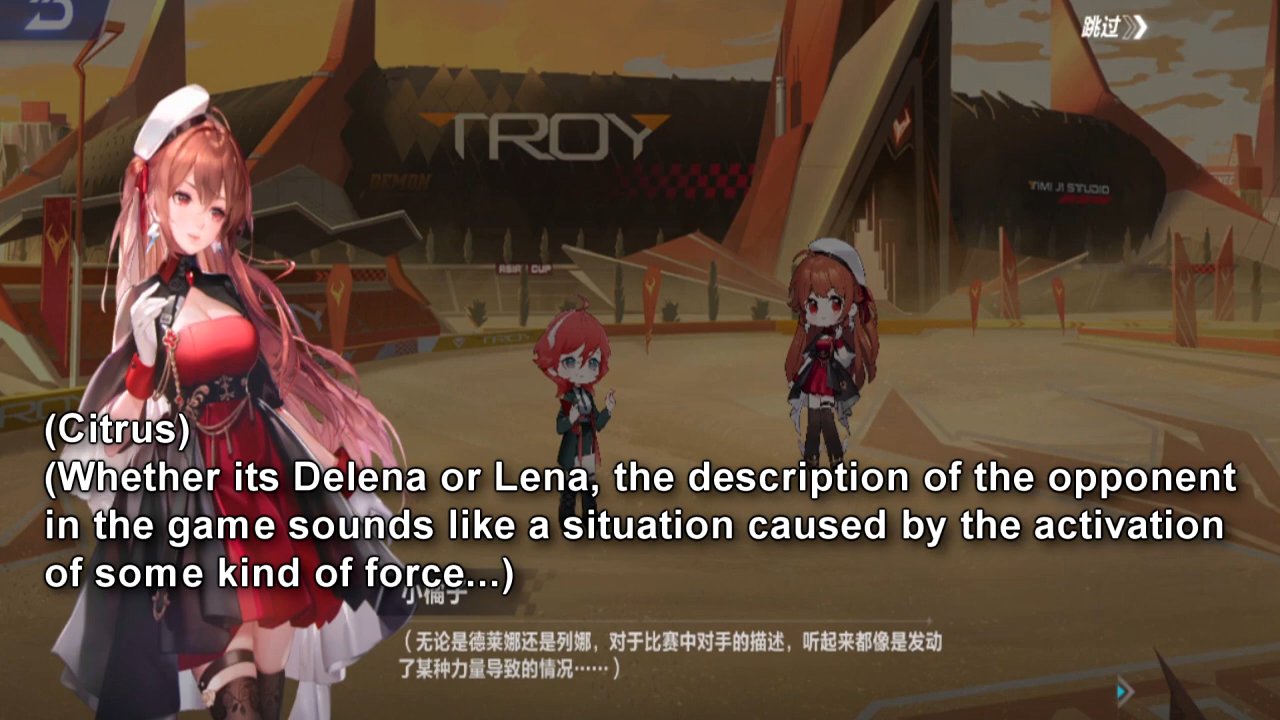 跳过
TROY
DEMON
TIMI J1 STUDIO
ASIA CUP
(Citrus)
(Whether its Delena or Lena, the description of the opponent
in the game sounds like a situation caused by the activation
of some kind of force...)
小橘子
（无论是德莱娜还是列娜，对于比赛中对手的描述，听起来都像是发动
了某种力量导致的情况……）